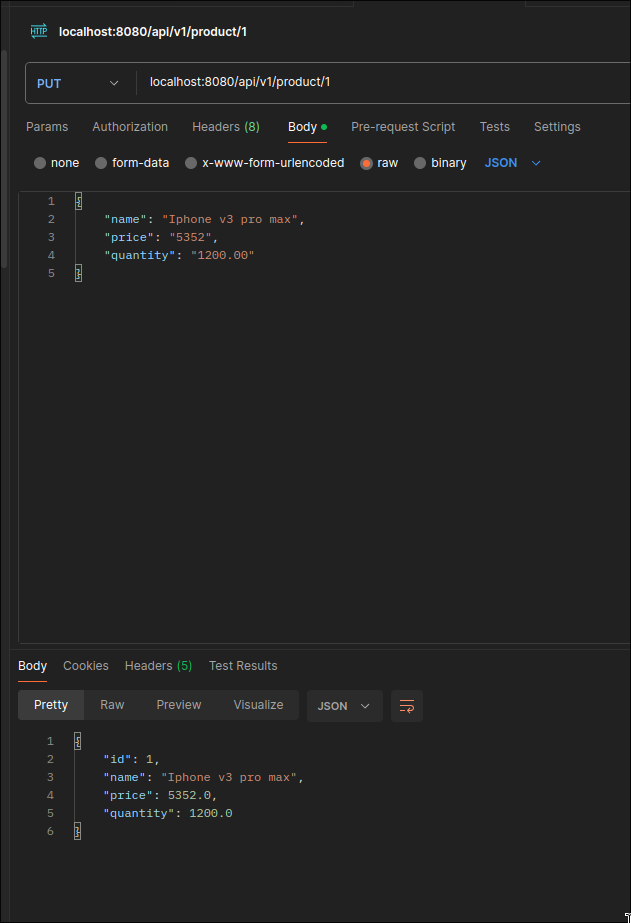 HTTP localhost:8080/api/v1/product/1
PUT localhost:8080/api/v1/product/1
Params Authorization Headers (8) Body Pre-request Script Tests Settings
none form-data x-www-form-urlencoded raw binary JSON
1 {
2 "name": "Iphone v3 pro max",
3 "price": "5352",
4 "quantity": "1200.00"
5 }
Body Cookies Headers (5) Test Results
Pretty Raw Preview Visualize JSON
1 {
2 "id": 1,
3 "name": "Iphone v3 pro max",
4 "price": 5352.0,
5 "quantity": 1200.0
6 }